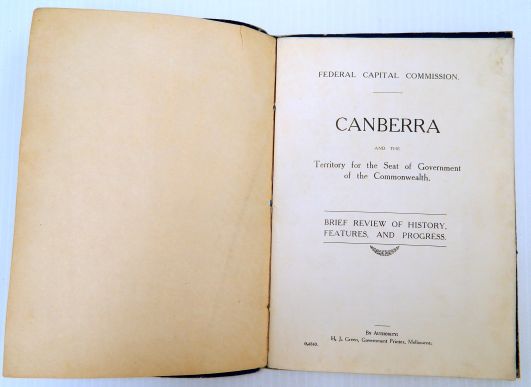 FEDERAL CAPITAL COMMISSION.
CANBERRA
AND THE
Territory for the Seat of Government
of the Commonwealth.
BRIEF REVIEW OF HISTORY,
FEATURES, AND PROGRESS.
By Authority:
H. J. Green, Government Printer, Melbourne.